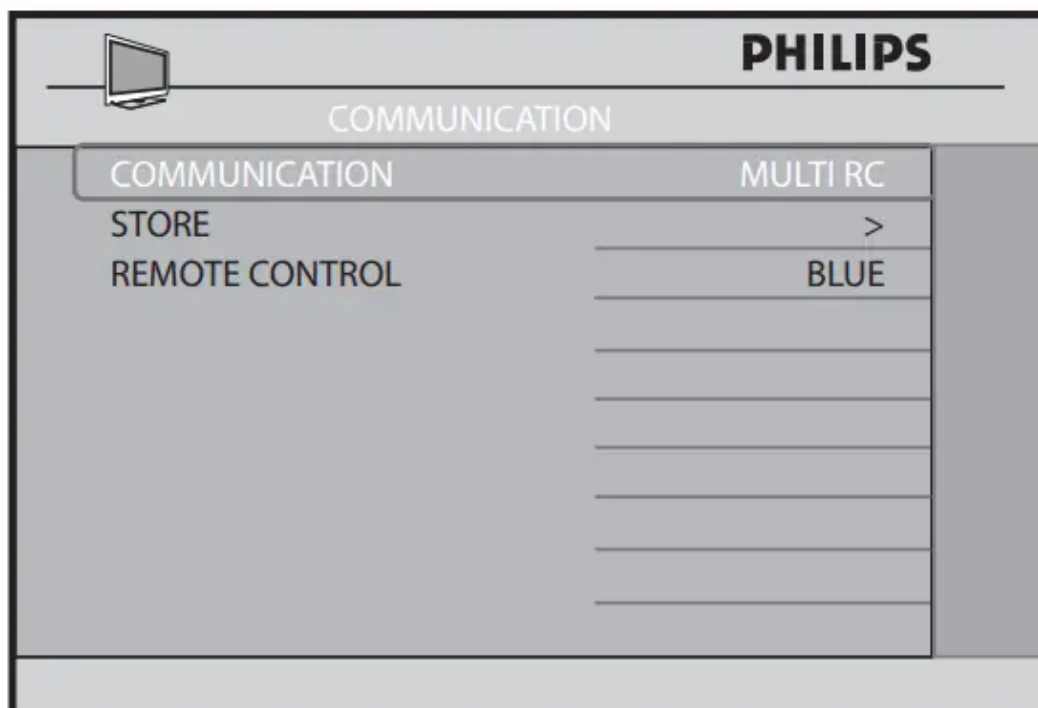 PHILIPS
COMMUNICATION
COMMUNICATION MULTI RC
STORE >
REMOTE CONTROL BLUE